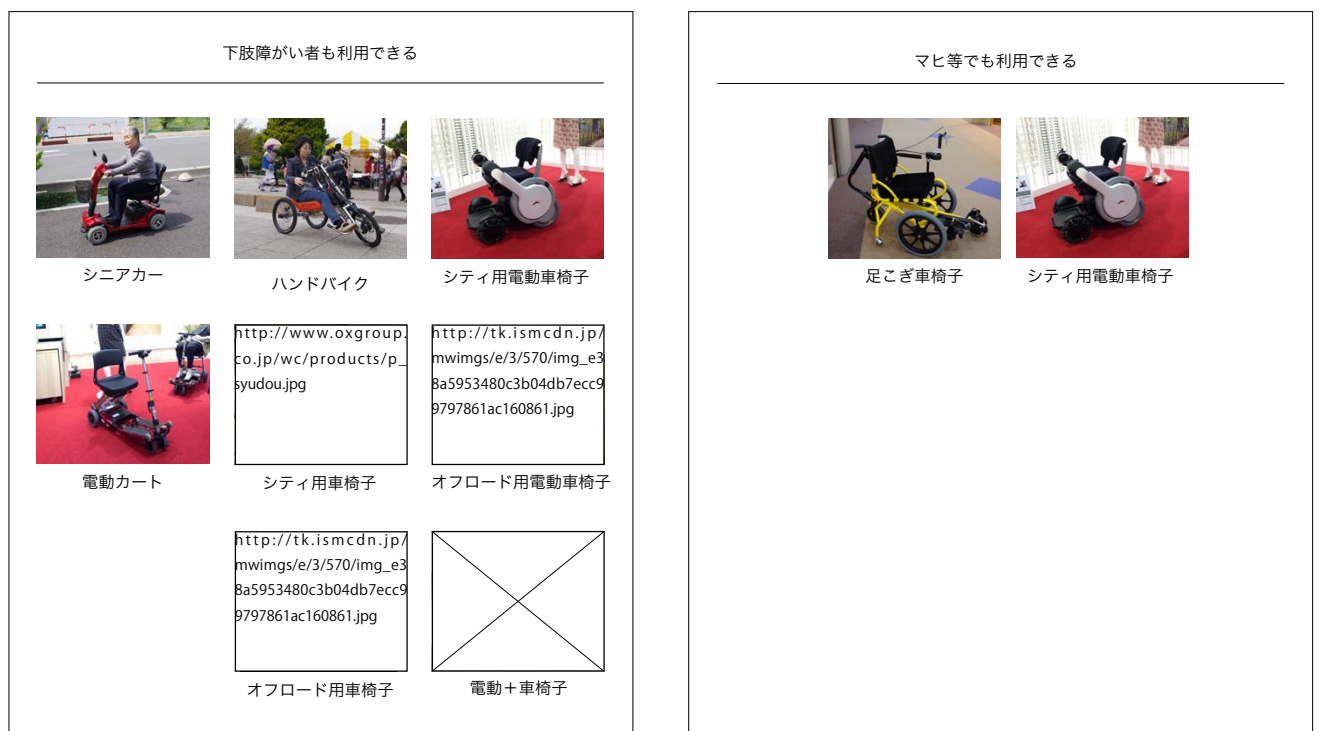 下肢障がい者も利用できる
シニアカー
ハンドバイク
シティ用電動車椅子
http://www.oxgroup.
co.jp/wc/products/p_
syudou.jpg
http://tk.ismcdn.jp/
mwimgs/e/3/570/img_e3
8a5953480c3b04db7ecc9
9797861ac160861.jpg
電動カート
シティ用車椅子
オフロード用電動車椅子
http://tk.ismcdn.jp/
mwimgs/e/3/570/img_e3
8a5953480c3b04db7ecc9
9797861ac160861.jpg
オフロード用車椅子
電動＋車椅子
マヒ等でも利用できる
足こぎ車椅子
シティ用電動車椅子